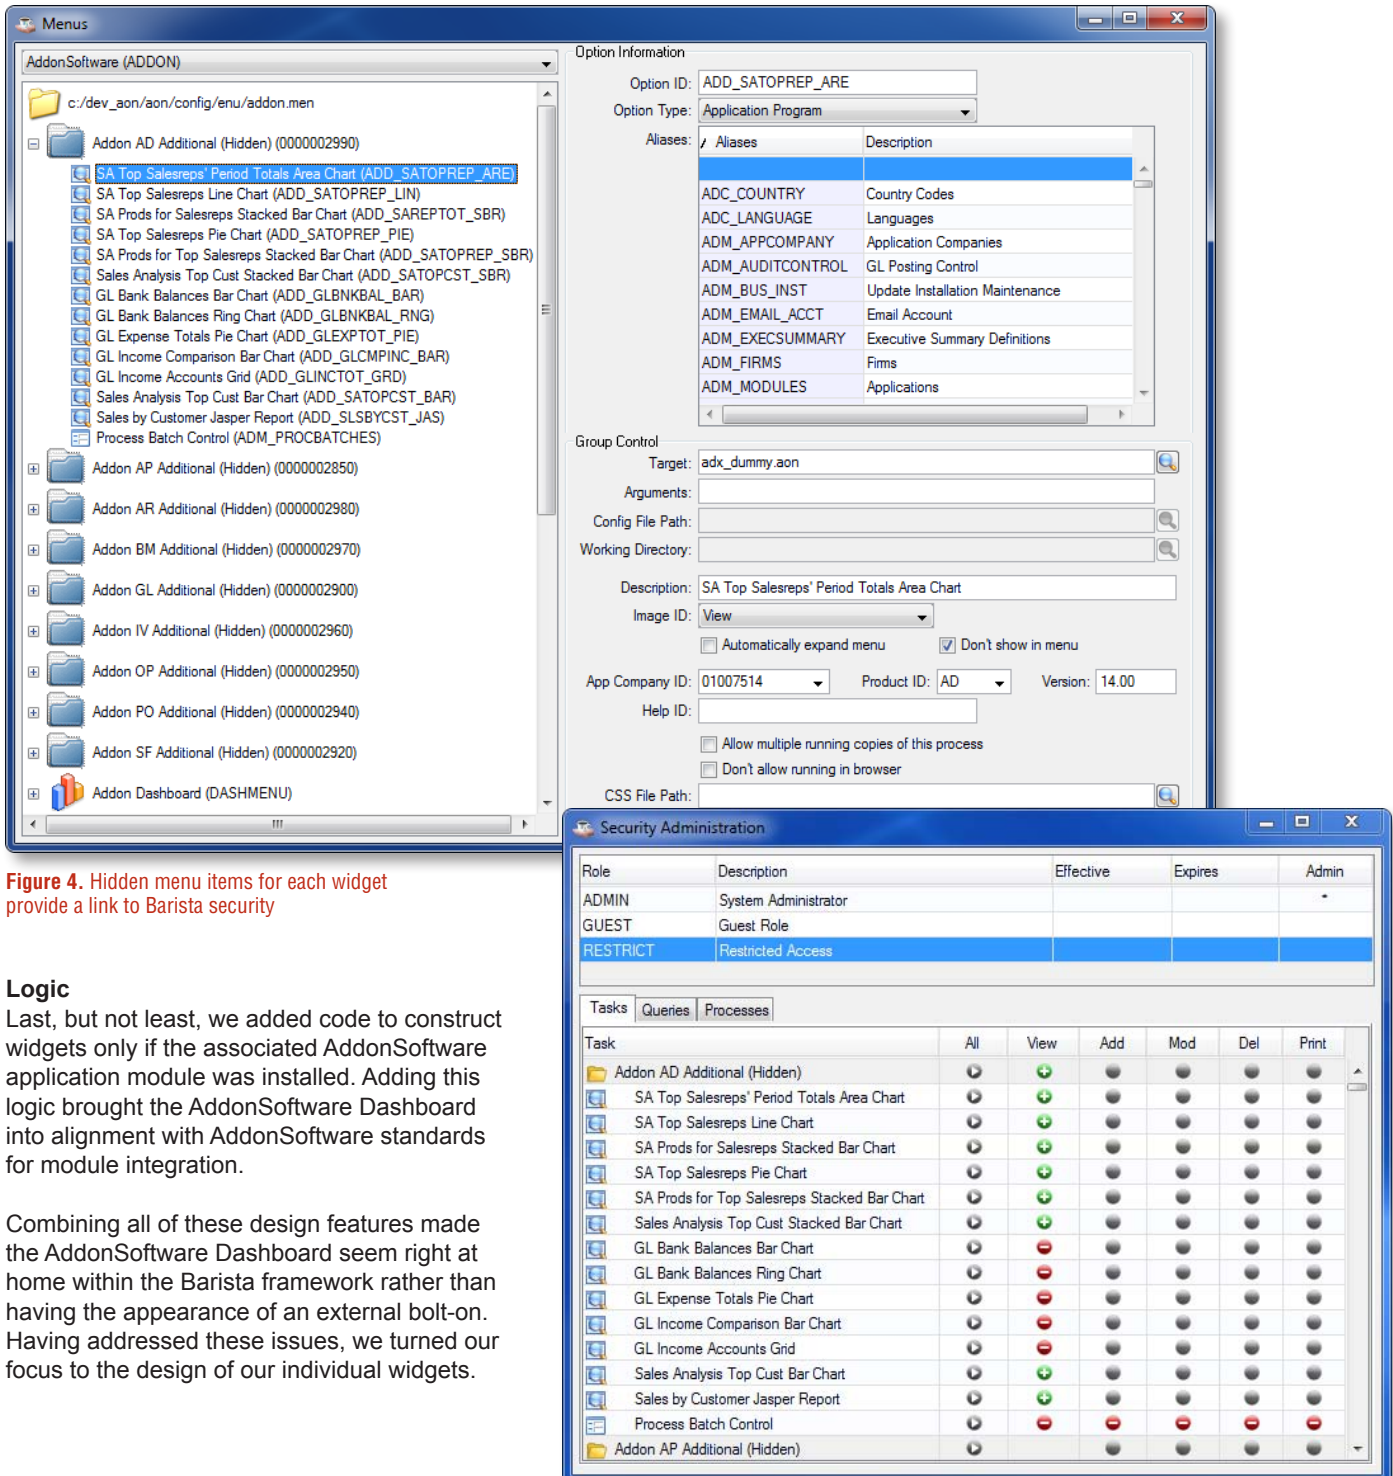 Menus
AddonSoftware (ADDON)
c:/dev_aon/aon/config/enu/addon.men
Addon AD Additional (Hidden) (0000002990)
SA Top Salesreps' Period Totals Area Chart (ADD_SATOPREP_ARE)
SA Top Salesreps Line Chart (ADD_SATOPREP_LIN)
SA Prods for Salesreps Stacked Bar Chart (ADD_SAREPTOT_SBR)
SA Top Salesreps Pie Chart (ADD_SATOPREP_PIE)
SA Prods for Top Salesreps Stacked Bar Chart (ADD_SATOPREP_SBR)
Sales Analysis Top Cust Stacked Bar Chart (ADD_SATOPCST_SBR)
GL Bank Balances Bar Chart (ADD_GLBNKBAL_BAR)
GL Bank Balances Ring Chart (ADD_GLBNKBAL_RNG)
GL Expense Totals Pie Chart (ADD_GLEXPTOT_PIE)
GL Income Comparison Bar Chart (ADD_GLCMPINC_BAR)
GL Income Accounts Grid (ADD_GLINCTOT_GRD)
Sales Analysis Top Cust Bar Chart (ADD_SATOPCST_BAR)
Sales by Customer Jasper Report (ADD_SLSBYCST_JAS)
Process Batch Control (ADM_PROCBATCHES)
Addon AP Additional (Hidden) (0000002850)
Addon AR Additional (Hidden) (0000002980)
Addon BM Additional (Hidden) (0000002970)
Addon GL Additional (Hidden) (0000002900)
Addon IV Additional (Hidden) (0000002960)
Addon OP Additional (Hidden) (0000002950)
Addon PO Additional (Hidden) (0000002940)
Addon SF Additional (Hidden) (0000002920)
Addon Dashboard (DASHMENU)
Option Information
Option ID: ADD_SATOPREP_ARE
Option Type: Application Program
Aliases: Aliases Description
ADC_COUNTRY Country Codes
ADC_LANGUAGE Languages
ADM_APPCOMPANY Application Companies
ADM_AUDITCONTROL GL Posting Control
ADM_BUS_INST Update Installation Maintenance
ADM_EMAIL_ACCT Email Account
ADM_EXECSUMMARY Executive Summary Definitions
ADM_FIRMS Firms
ADM_MODULES Applications
Group Control
Target: adx_dummy.aon
Arguments:
Config File Path:
Working Directory:
Description: SA Top Salesreps' Period Totals Area Chart
Image ID: View
Automatically expand menu Don't show in menu
App Company ID: 01007514 Product ID: AD Version: 14.00
Help ID:
Allow multiple running copies of this process
Don't allow running in browser
CSS File Path:
Figure 4. Hidden menu items for each widget
provide a link to Barista security
Logic
Last, but not least, we added code to construct
widgets only if the associated AddonSoftware
application module was installed. Adding this
logic brought the AddonSoftware Dashboard
into alignment with AddonSoftware standards
for module integration.
Combining all of these design features made
the AddonSoftware Dashboard seem right at
home within the Barista framework rather than
having the appearance of an external bolt-on.
Having addressed these issues, we turned our
focus to the design of our individual widgets.
Security Administration
Role Description Effective Expires Admin
ADMIN System Administrator *
GUEST Guest Role
RESTRICT Restricted Access
Tasks Queries Processes
Task All View Add Mod Del Print
Addon AD Additional (Hidden)
SA Top Salesreps' Period Totals Area Chart
SA Top Salesreps Line Chart
SA Prods for Salesreps Stacked Bar Chart
SA Top Salesreps Pie Chart
SA Prods for Top Salesreps Stacked Bar Chart
Sales Analysis Top Cust Stacked Bar Chart
GL Bank Balances Bar Chart
GL Bank Balances Ring Chart
GL Expense Totals Pie Chart
GL Income Comparison Bar Chart
GL Income Accounts Grid
Sales Analysis Top Cust Bar Chart
Sales by Customer Jasper Report
Process Batch Control
Addon AP Additional (Hidden)